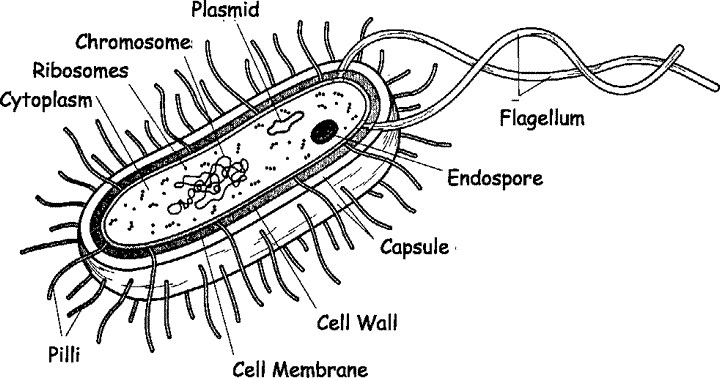 Plasmid
Chromosome
Ribosomes
Cytoplasm
Flagellum
Endospore
Capsule
Cell Wall
Pilli
Cell Membrane